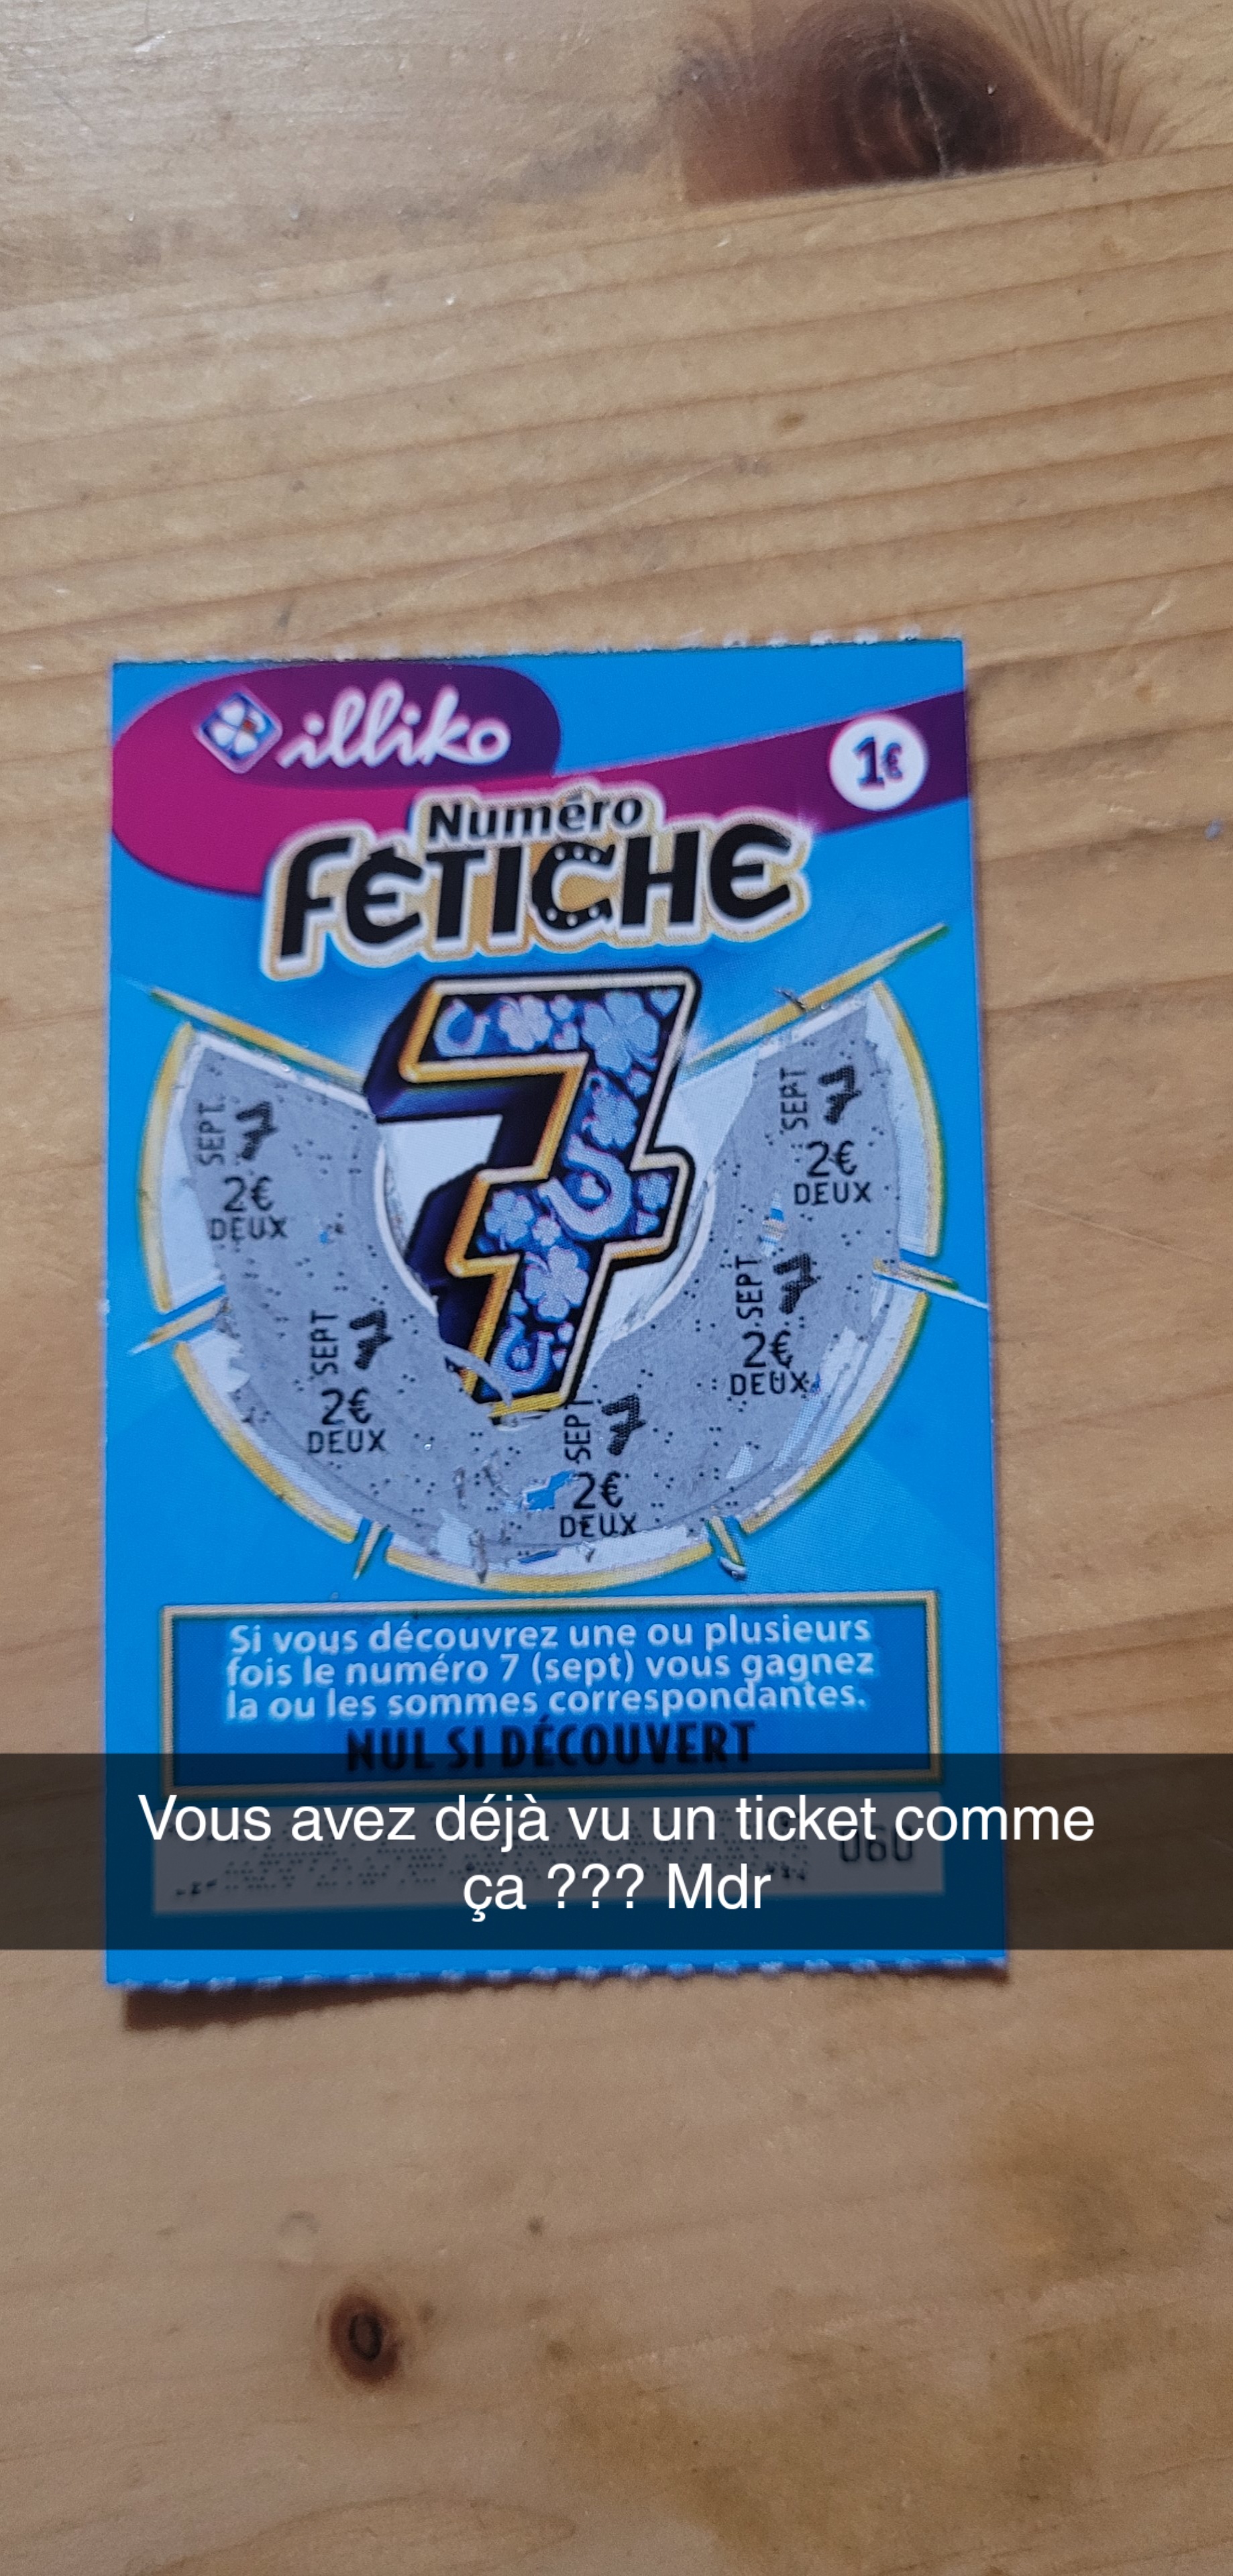 illiko
1€
Numéro
FÉTICHE
7
SEPT 7
2€
DEUX
SEPT 7
2€
DEUX
SEPT 7
2€
DEUX
SEPT 7
2€
DEUX
SEPT 7
2€
DEUX
Si vous découvrez une ou plusieurs
fois le numéro 7 (sept) vous gagnez
la ou les sommes correspondantes.
NUL SI DÉCOUVERT
Vous avez déjà vu un ticket comme
ça ??? Mdr
060